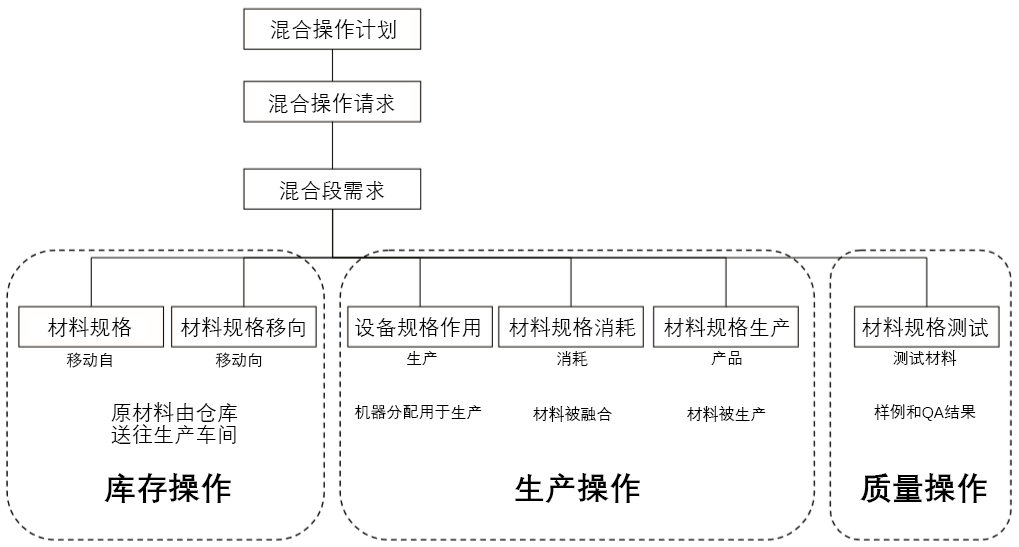 混合操作计划
混合操作请求
混合段需求
材料规格
材料规格移向
设备规格作用
材料规格消耗
材料规格生产
材料规格测试
移动自
移动向
生产
消耗
产品
测试材料
原材料由仓库
送往生产车间
机器分配用于生产
材料被融合
材料被生产
样例和QA结果
库存操作
生产操作
质量操作